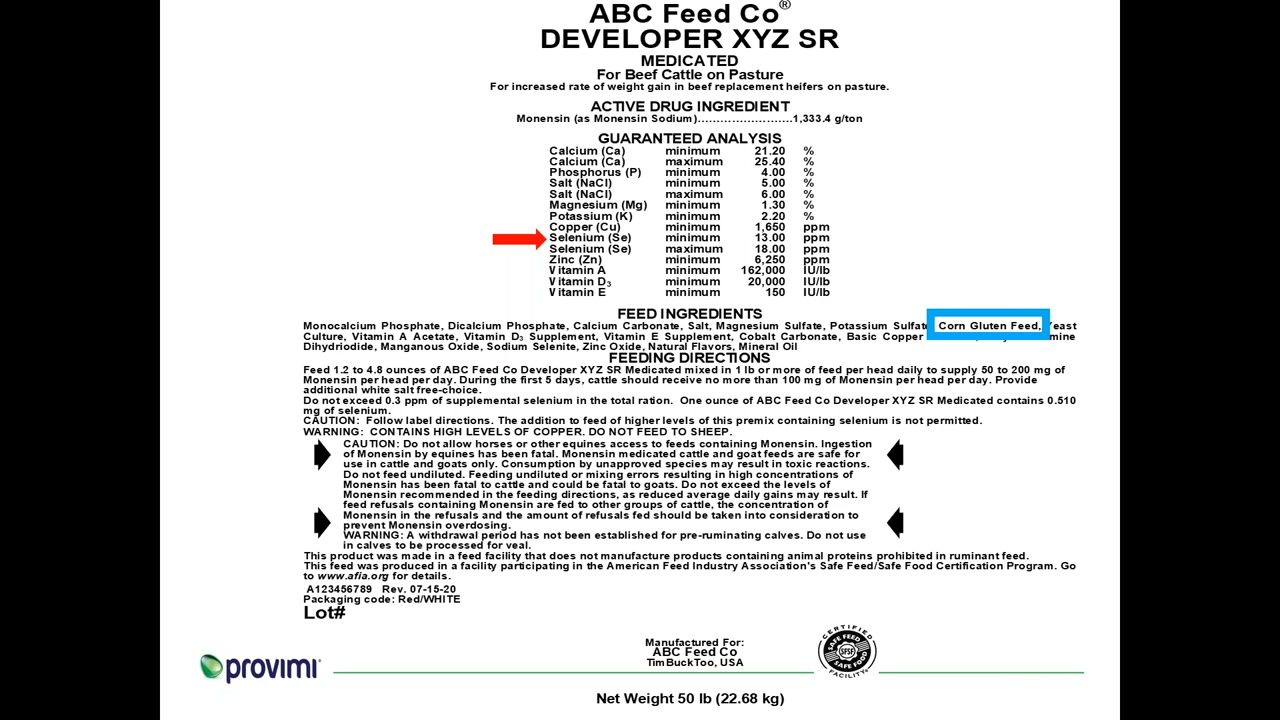 ABC Feed Co®
DEVELOPER XYZ SR
MEDICATED
For Beef Cattle on Pasture
For increased rate of weight gain in beef replacement heifers on pasture.
ACTIVE DRUG INGREDIENT
Monensin (as Monensin Sodium).........................1,333.4 g/ton
GUARANTEED ANALYSIS
Calcium (Ca) minimum 21.20 %
Calcium (Ca) maximum 25.40 %
Phosphorus (P) minimum 4.00 %
Salt (NaCl) minimum 5.00 %
Salt (NaCl) maximum 6.00 %
Magnesium (Mg) minimum 1.30 %
Potassium (K) minimum 2.20 %
Copper (Cu) minimum 1,650 ppm
Selenium (Se) minimum 13.00 ppm
Selenium (Se) maximum 18.00 ppm
Zinc (Zn) minimum 6,250 ppm
Vitamin A minimum 162,000 IU/lb
Vitamin D3 minimum 20,000 IU/lb
Vitamin E minimum 150 IU/lb
FEED INGREDIENTS
Monocalcium Phosphate, Dicalcium Phosphate, Calcium Carbonate, Salt, Magnesium Sulfate, Potassium Sulfate Corn Gluten Feed, Yeast
Culture, Vitamin A Acetate, Vitamin D3 Supplement, Vitamin E Supplement, Cobalt Carbonate, Basic Copper
Dihydriodide, Manganous Oxide, Sodium Selenite, Zinc Oxide, Natural Flavors, Mineral Oil
FEEDING DIRECTIONS
Feed 1.2 to 4.8 ounces of ABC Feed Co Developer XYZ SR Medicated mixed in 1 lb or more of feed per head daily to supply 50 to 200 mg of
Monensin per head per day. During the first 5 days, cattle should receive no more than 100 mg of Monensin per head per day. Provide
additional white salt free-choice.
Do not exceed 0.3 ppm of supplemental selenium in the total ration. One ounce of ABC Feed Co Developer XYZ SR Medicated contains 0.510
mg of selenium.
CAUTION: Follow label directions. The addition to feed of higher levels of this premix containing selenium is not permitted.
WARNING: CONTAINS HIGH LEVELS OF COPPER. DO NOT FEED TO SHEEP.
CAUTION: Do not allow horses or other equines access to feeds containing Monensin. Ingestion
of Monensin by equines has been fatal. Monensin medicated cattle and goat feeds are safe for
use in cattle and goats only. Consumption by unapproved species may result in toxic reactions.
Do not feed undiluted. Feeding undiluted or mixing errors resulting in high concentrations of
Monensin has been fatal to cattle and could be fatal to goats. Do not exceed the levels of
Monensin recommended in the feeding directions, as reduced average daily gains may result. If
feed refusals containing Monensin are fed to other groups of cattle, the concentration of
Monensin in the refusals and the amount of refusals fed should be taken into consideration to
prevent Monensin overdosing.
WARNING: A withdrawal period has not been established for pre-ruminating calves. Do not use
in calves to be processed for veal.
This product was made in a feed facility that does not manufacture products containing animal proteins prohibited in ruminant feed.
This feed was produced in a facility participating in the American Feed Industry Association's Safe Feed/Safe Food Certification Program. Go
to www.afia.org for details.
A123456789 Rev. 07-15-20
Packaging code: Red/WHITE
Lot#
Manufactured For:
ABC Feed Co
TimBuckToo, USA
CERTIFIED
SAFE FEED
SFSF
SAFE FOOD
FACILITY
provimi
Net Weight 50 lb (22.68 kg)